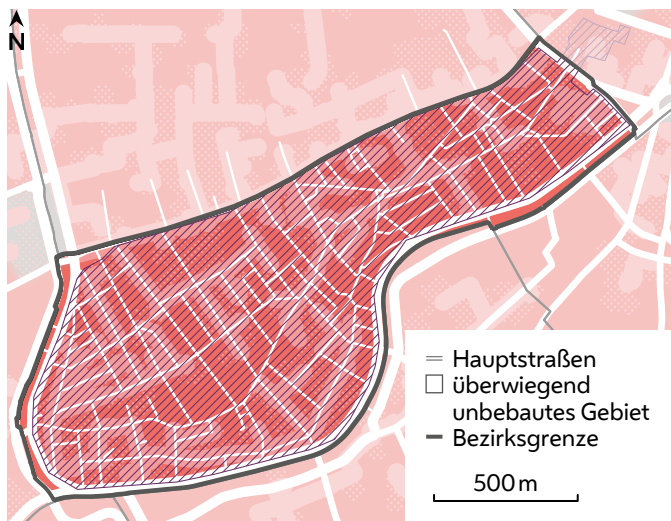 N
Hauptstraßen
überwiegend
unbebautes Gebiet
Bezirksgrenze
500 m